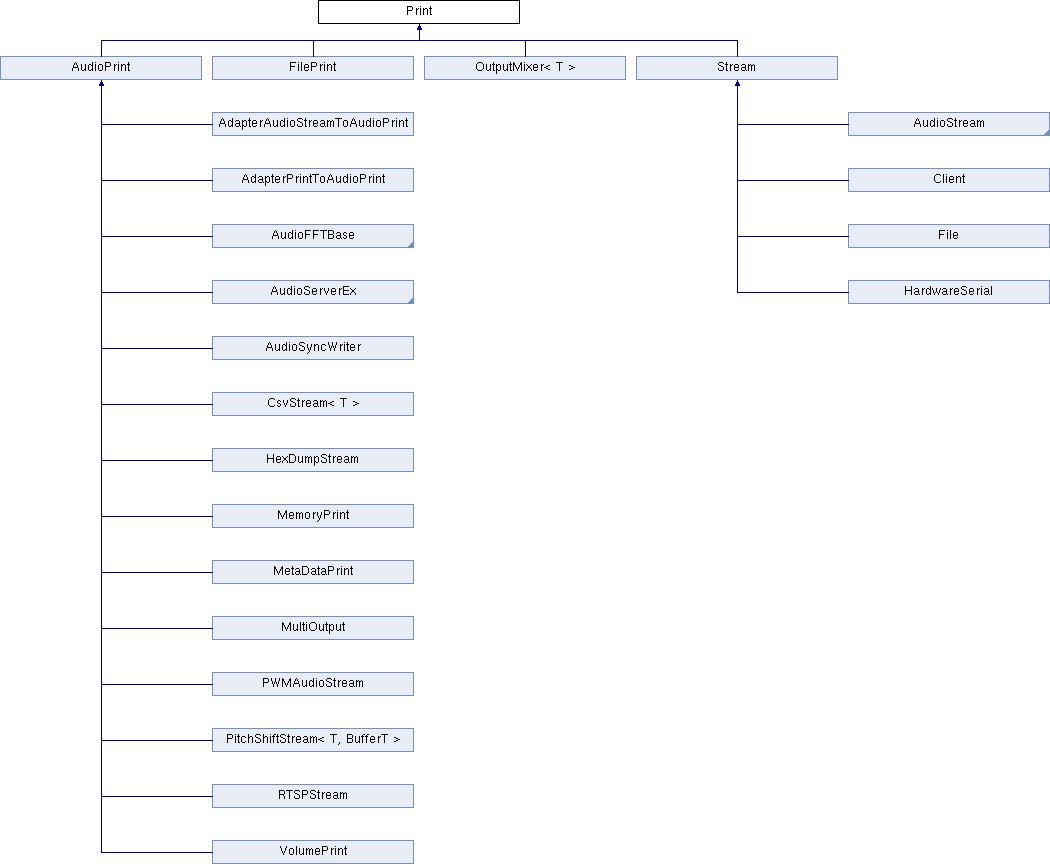 Print
AudioPrint
FilePrint
OutputMixer< T >
Stream
AdapterAudioStreamToAudioPrint
AudioStream
AdapterPrintToAudioPrint
Client
AudioFFTBase
File
AudioServerEx
HardwareSerial
AudioSyncWriter
CsvStream< T >
HexDumpStream
MemoryPrint
MetaDataPrint
MultiOutput
PWMAudioStream
PitchShiftStream< T, BufferT >
RTSPStream
VolumePrint